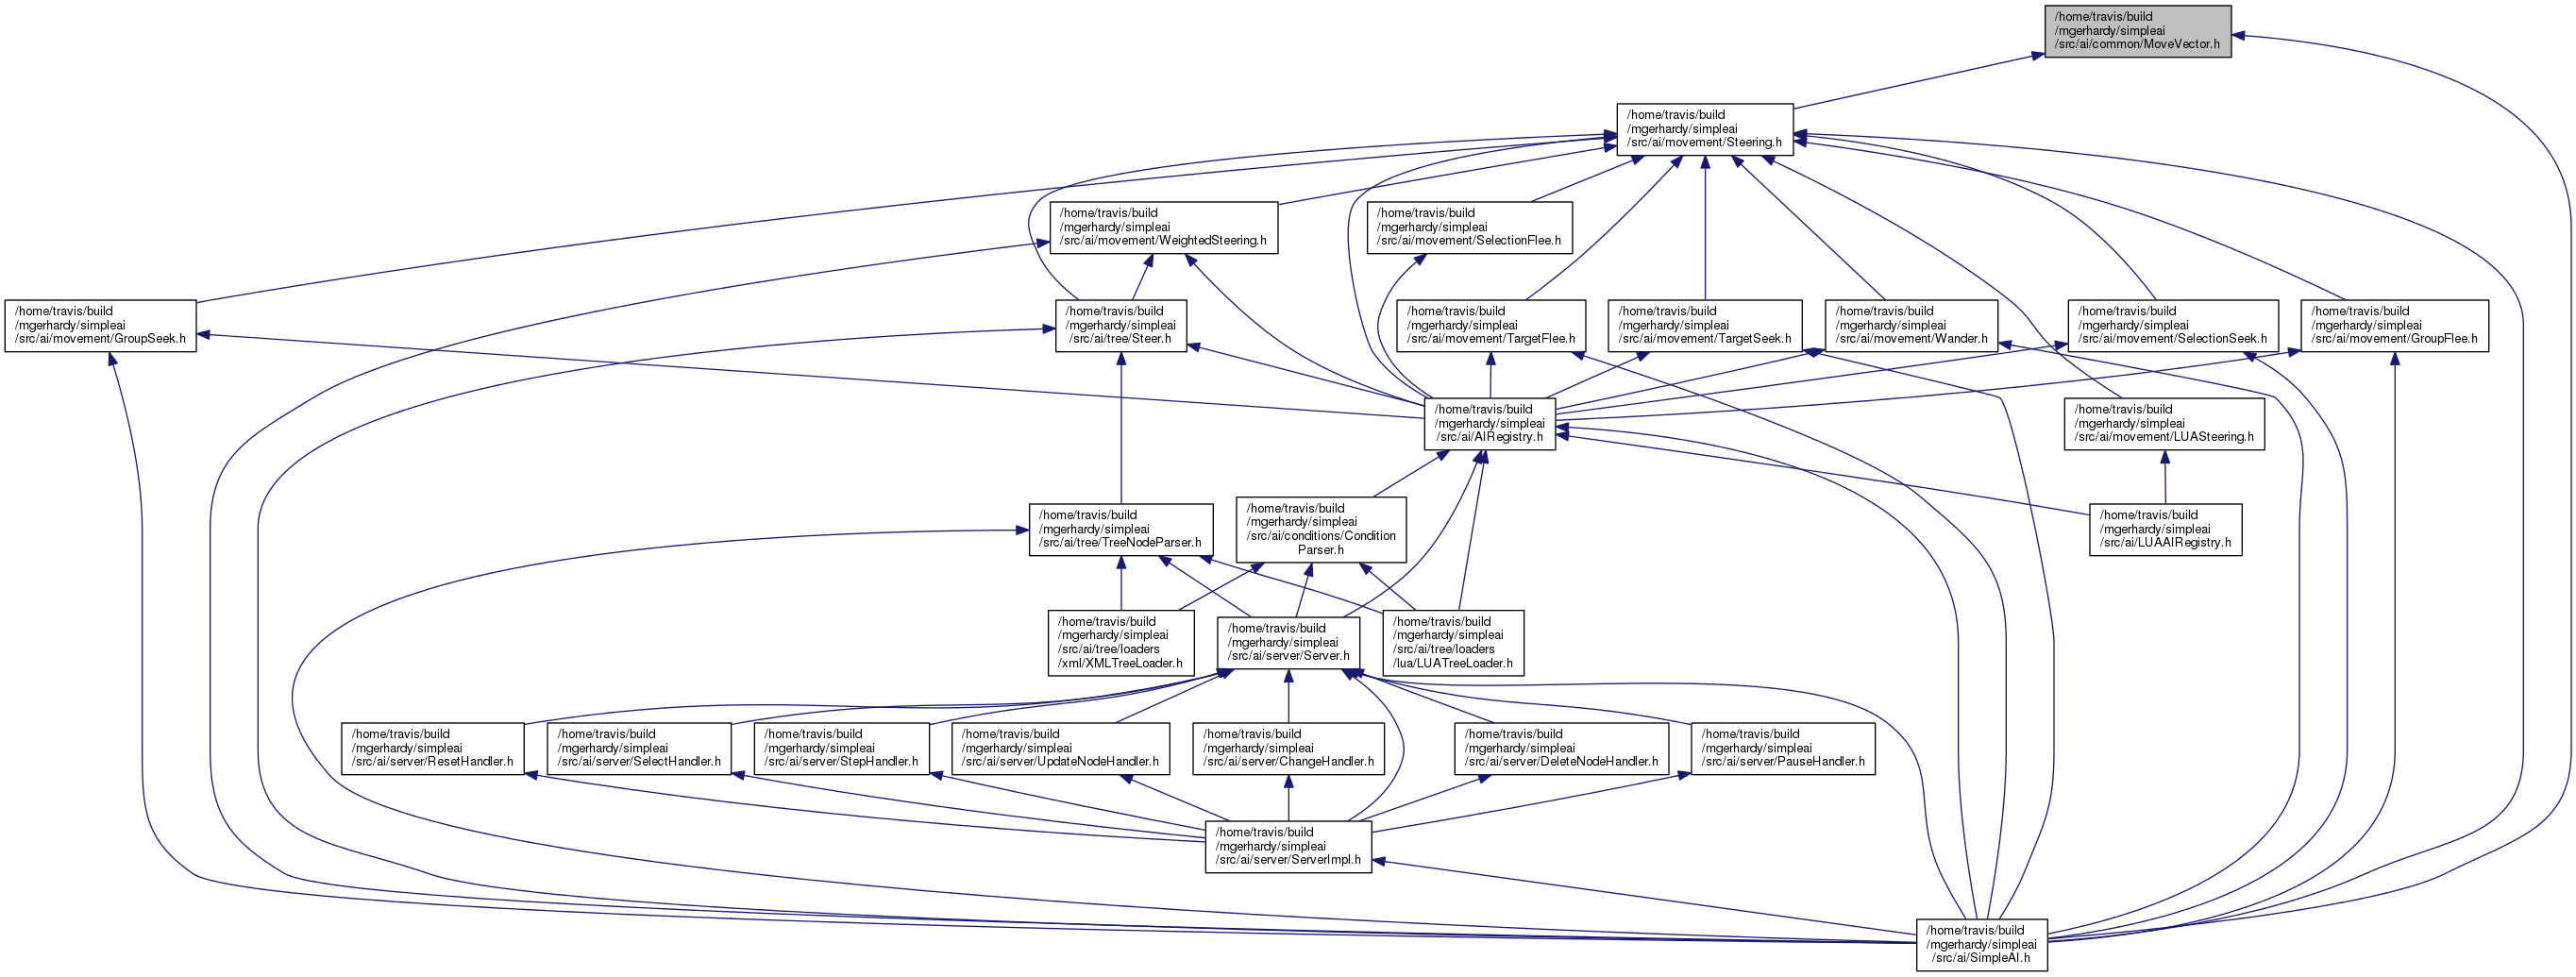 /home/travis/build
/mgerhardy/simpleai
/src/ai/common/MoveVector.h
/home/travis/build
/mgerhardy/simpleai
/src/ai/movement/Steering.h
/home/travis/build
/mgerhardy/simpleai
/src/ai/movement/WeightedSteering.h
/home/travis/build
/mgerhardy/simpleai
/src/ai/movement/SelectionFlee.h
/home/travis/build
/mgerhardy/simpleai
/src/ai/movement/GroupSeek.h
/home/travis/build
/mgerhardy/simpleai
/src/ai/tree/Steer.h
/home/travis/build
/mgerhardy/simpleai
/src/ai/movement/TargetFlee.h
/home/travis/build
/mgerhardy/simpleai
/src/ai/movement/TargetSeek.h
/home/travis/build
/mgerhardy/simpleai
/src/ai/movement/Wander.h
/home/travis/build
/mgerhardy/simpleai
/src/ai/movement/SelectionSeek.h
/home/travis/build
/mgerhardy/simpleai
/src/ai/movement/GroupFlee.h
/home/travis/build
/mgerhardy/simpleai
/src/ai/AIRegistry.h
/home/travis/build
/mgerhardy/simpleai
/src/ai/movement/LUASteering.h
/home/travis/build
/mgerhardy/simpleai
/src/ai/tree/TreeNodeParser.h
/home/travis/build
/mgerhardy/simpleai
/src/ai/conditions/Condition
Parser.h
/home/travis/build
/mgerhardy/simpleai
/src/ai/LUAAIRegistry.h
/home/travis/build
/mgerhardy/simpleai
/src/ai/tree/loaders
/xml/XMLTreeLoader.h
/home/travis/build
/mgerhardy/simpleai
/src/ai/server/Server.h
/home/travis/build
/mgerhardy/simpleai
/src/ai/tree/loaders
/lua/LUATreeLoader.h
/home/travis/build
/mgerhardy/simpleai
/src/ai/server/ResetHandler.h
/home/travis/build
/mgerhardy/simpleai
/src/ai/server/SelectHandler.h
/home/travis/build
/mgerhardy/simpleai
/src/ai/server/StepHandler.h
/home/travis/build
/mgerhardy/simpleai
/src/ai/server/UpdateNodeHandler.h
/home/travis/build
/mgerhardy/simpleai
/src/ai/server/ChangeHandler.h
/home/travis/build
/mgerhardy/simpleai
/src/ai/server/DeleteNodeHandler.h
/home/travis/build
/mgerhardy/simpleai
/src/ai/server/PauseHandler.h
/home/travis/build
/mgerhardy/simpleai
/src/ai/server/ServerImpl.h
/home/travis/build
/mgerhardy/simpleai
/src/ai/SimpleAI.h